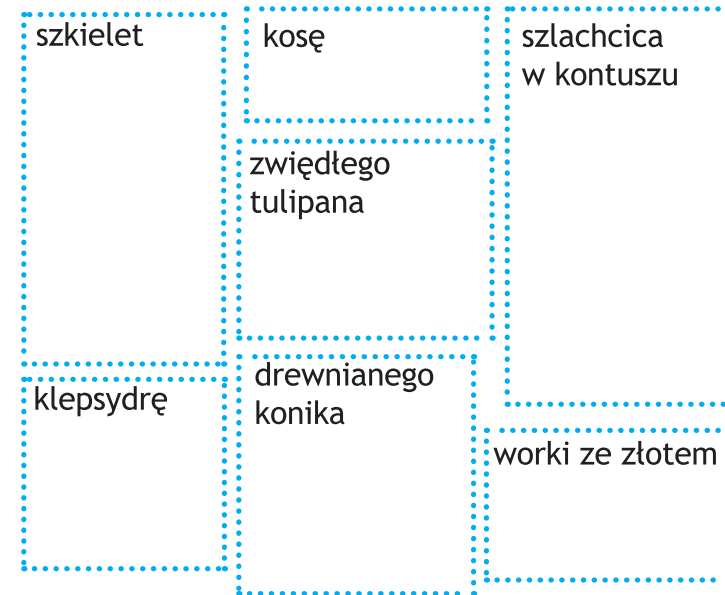 szkielet
kosę
szlachcica
w kontuszu
zwiędłego
tulipana
drewnianego
konika
klepsydrę
worki ze złotem